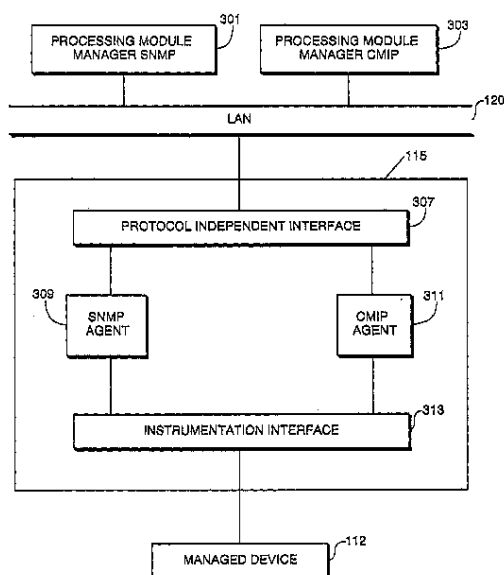 301
303
PROCESSING MODULE
MANAGER SNMP
PROCESSING MODULE
MANAGER CMIP
120
LAN
115
307
PROTOCOL INDEPENDENT INTERFACE
309
SNMP
AGENT
311
CMIP
AGENT
313
INSTRUMENTATION INTERFACE
112
MANAGED DEVICE